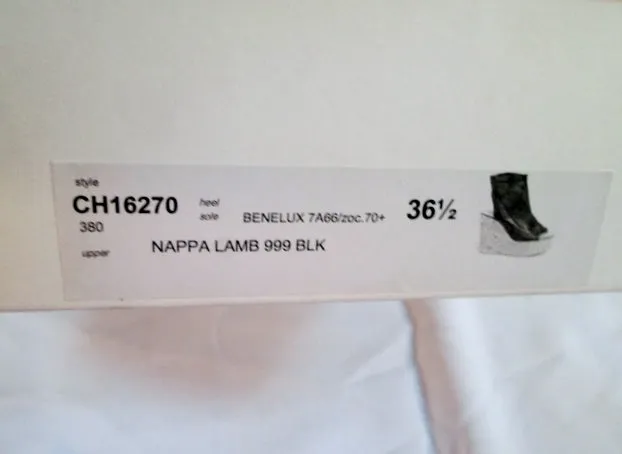 style
CH16270
380
heel
sole
BENELUX 7A66/zoc.70+
36½
upper
NAPPA LAMB 999 BLK